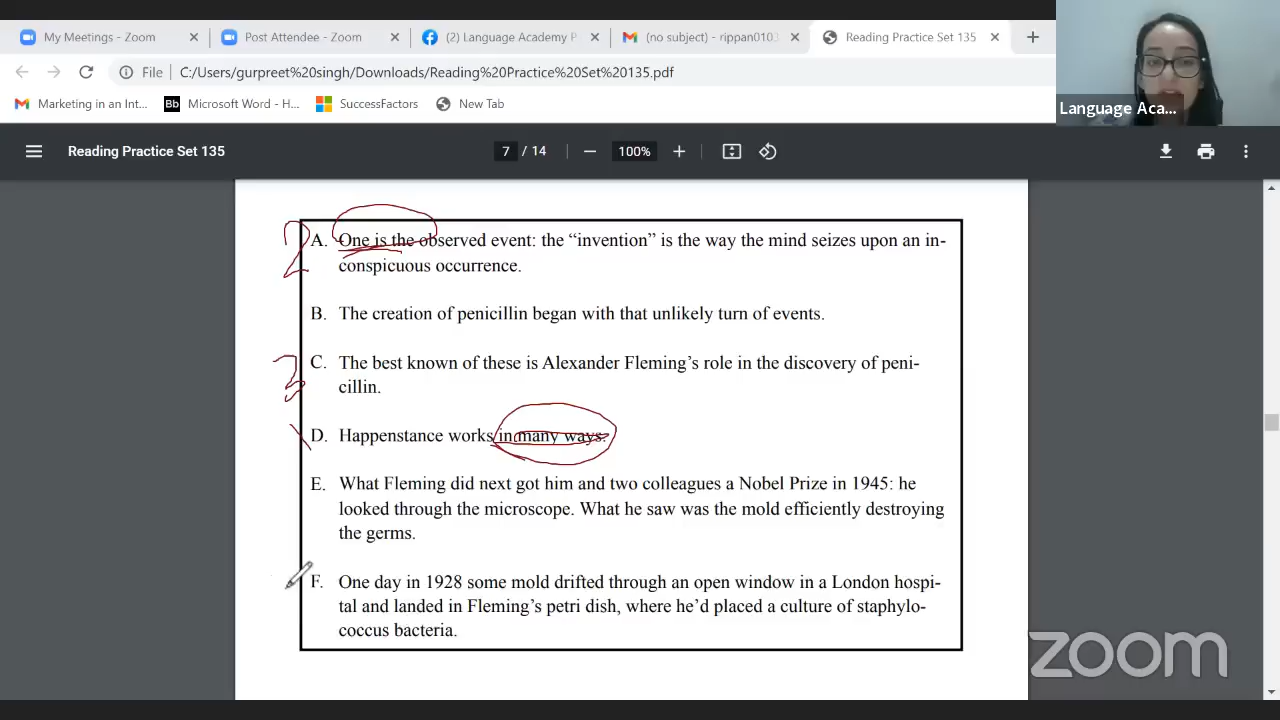 My Meetings - Zoom
Post Attendee - Zoom
(2) Language Academy P
(no subject) - rippan010
Reading Practice Set 135
File C:/Users/gurpreet%20singh/Downloads/Reading%20Practice%20Set%20135.pdf
Marketing in an Int...
Bb Microsoft Word - H...
SuccessFactors
New Tab
Language Aca...
Reading Practice Set 135
7 / 14
100%
2 A. One is the observed event: the “invention” is the way the mind seizes upon an in-
conspicuous occurrence.
B. The creation of penicillin began with that unlikely turn of events.
3 C. The best known of these is Alexander Fleming’s role in the discovery of peni-
cillin.
D. Happenstance works in many ways.
E. What Fleming did next got him and two colleagues a Nobel Prize in 1945: he
looked through the microscope. What he saw was the mold efficiently destroying
the germs.
F. One day in 1928 some mold drifted through an open window in a London hospi-
tal and landed in Fleming’s petri dish, where he’d placed a culture of staphylo-
coccus bacteria.
zoom